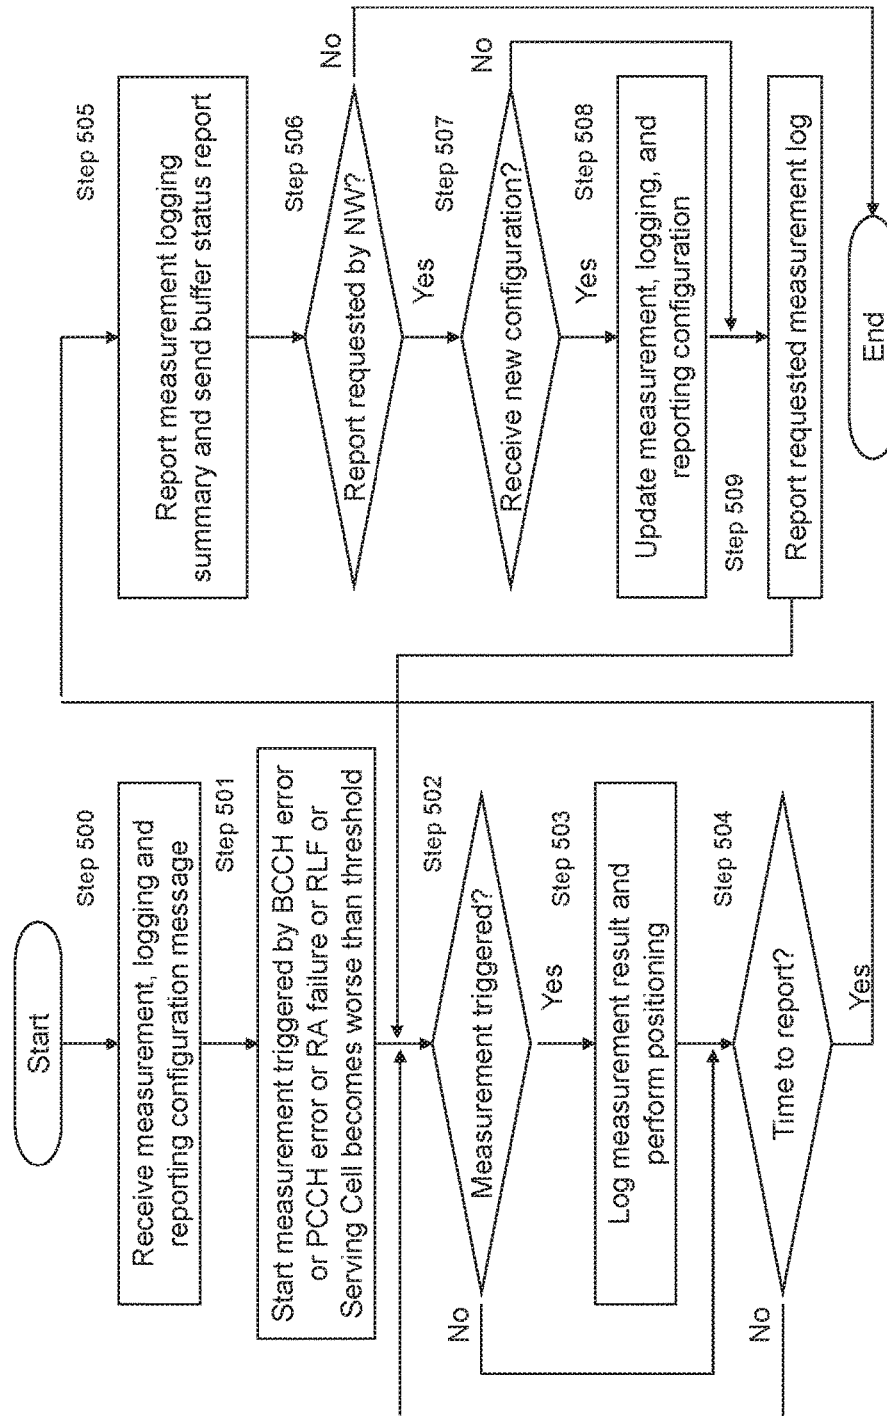 Start
Step 500
Receive measurement, logging and
reporting configuration message
Step 501
Start measurement triggered by BCCH error
or PCCH error or RA failure or RLF or
Serving Cell becomes worse than threshold
Step 502
Measurement triggered?
No
Yes
Step 503
Log measurement result and
perform positioning
Step 504
Time to report?
No
Yes
Step 505
Report measurement logging
summary and send buffer status report
Step 506
Report requested by NW?
No
Yes
Step 507
Receive new configuration?
No
Yes
Step 508
Update measurement, logging, and
reporting configuration
Step 509
Report requested measurement log
End